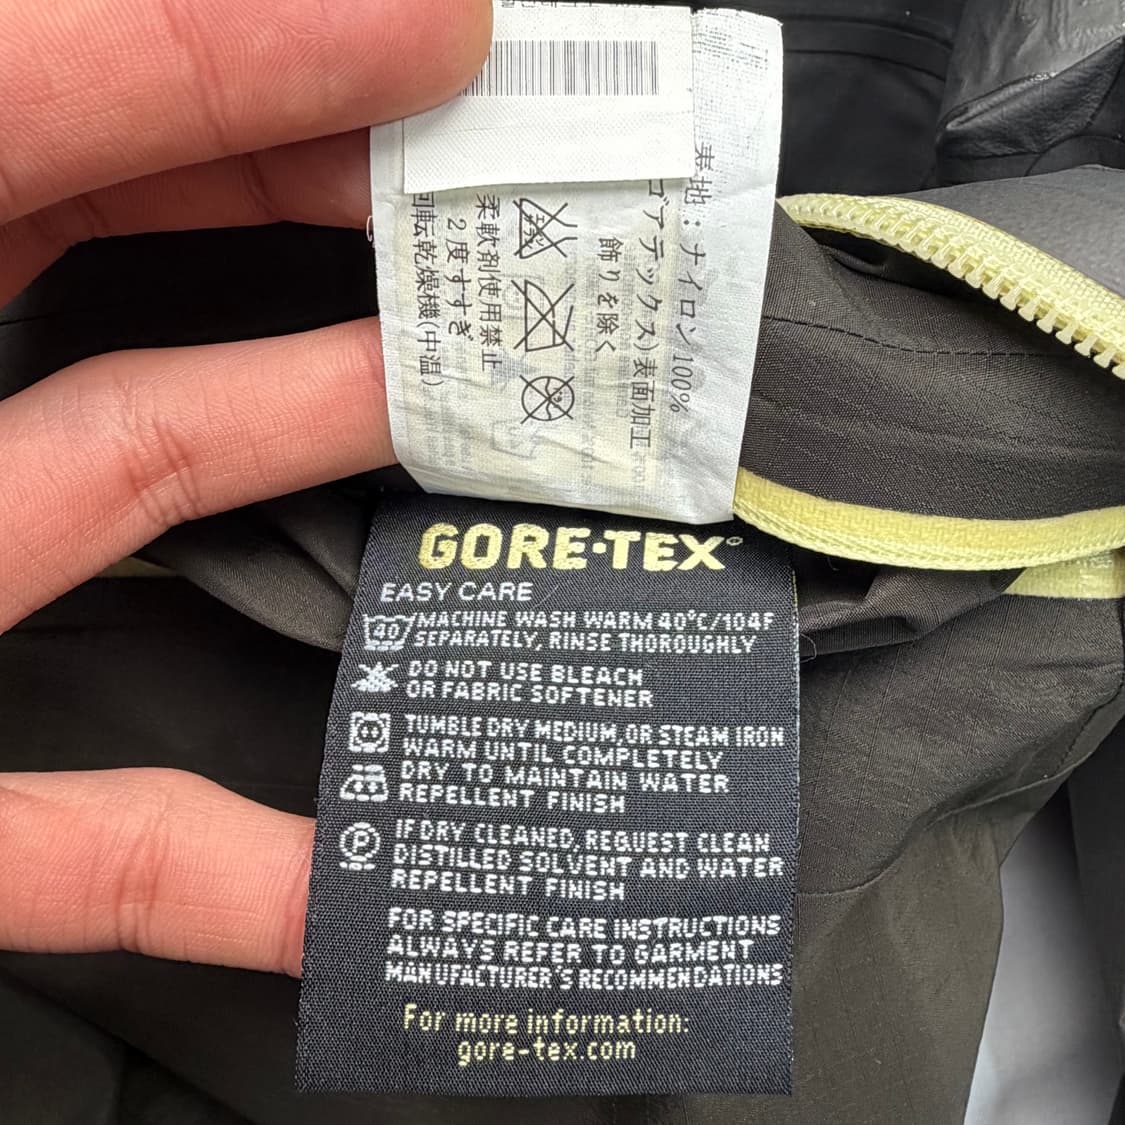 表地：ナイロン100%
ゴアテックス)表面加工
飾りを除く
柔軟剤使用禁止
2度すすぎ
回転乾燥機(中温)
GORE-TEX®
EASY CARE
40 MACHINE WASH WARM 40°C/104F
SEPARATELY, RINSE THOROUGHLY
DO NOT USE BLEACH
OR FABRIC SOFTENER
TUMBLE DRY MEDIUM, OR STEAM IRON
WARM UNTIL COMPLETELY
DRY TO MAINTAIN WATER
REPELLENT FINISH
P IF DRY CLEANED, REQUEST CLEAN
DISTILLED SOLVENT AND WATER
REPELLENT FINISH
FOR SPECIFIC CARE INSTRUCTIONS
ALWAYS REFER TO GARMENT
MANUFACTURER'S RECOMMENDATIONS
For more information:
gore-tex.com